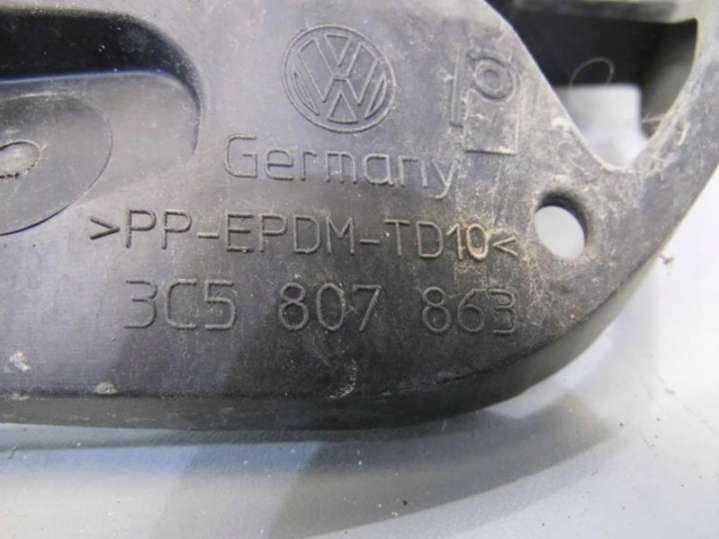 Germany
>PP-EPDM-TD10<
3C5 807 863